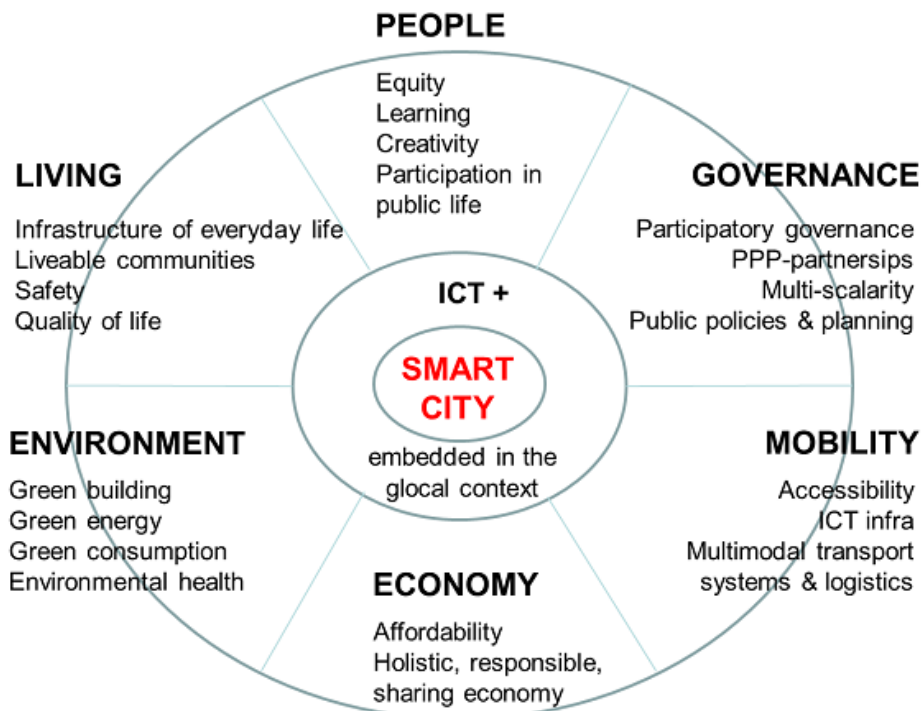 PEOPLE
Equity
Learning
Creativity
Participation in
public life
LIVING
Infrastructure of everyday life
Liveable communities
Safety
Quality of life
GOVERNANCE
Participatory governance
PPP-partnersips
Multi-scalarity
Public policies & planning
ICT +
SMART
CITY
embedded in the
glocal context
ENVIRONMENT
Green building
Green energy
Green consumption
Environmental health
MOBILITY
Accessibility
ICT infra
Multimodal transport
systems & logistics
ECONOMY
Affordability
Holistic, responsible,
sharing economy